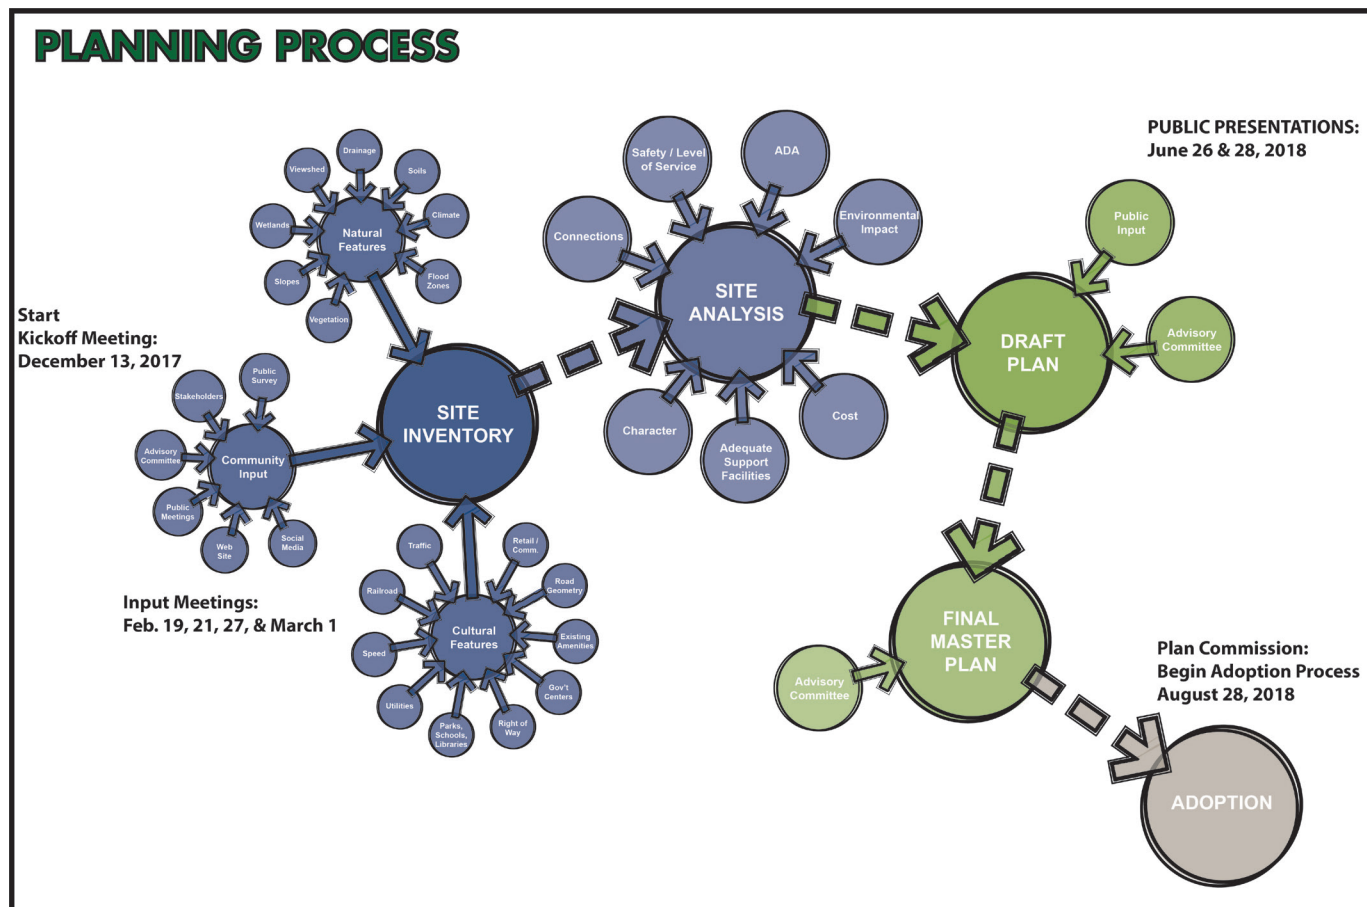 PLANNING PROCESS
PUBLIC PRESENTATIONS:
June 26 & 28, 2018
Start
Kickoff Meeting:
December 13, 2017
Drainage
Viewshed
Soils
Wetlands
Climate
Natural
Features
Slopes
Flood
Zones
Vegetation
Public
Survey
Stakeholders
Advisory
Committee
Community
Input
Public
Meetings
Web
Site
Social
Media
Input Meetings:
Feb. 19, 21, 27, & March 1
SITE
INVENTORY
Traffic
Retail /
Comm.
Railroad
Road
Geometry
Cultural
Features
Speed
Existing
Amenities
Utilities
Gov't
Centers
Parks,
Schools,
Libraries
Right of
Way
Safety / Level
of Service
ADA
Connections
Environmental
Impact
SITE
ANALYSIS
Character
Adequate
Support
Facilities
Cost
Public
Input
Advisory
Committee
DRAFT
PLAN
FINAL
MASTER
PLAN
Advisory
Committee
Plan Commission:
Begin Adoption Process
August 28, 2018
ADOPTION